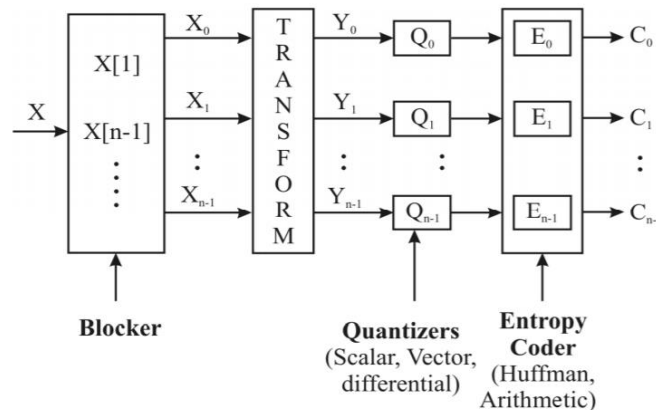 X
X[1]
X[n-1]
X₀
X₁
Xₙ₋₁
TRANSFORM
Y₀
Y₁
Yₙ₋₁
Q₀
Q₁
Qₙ₋₁
E₀
E₁
Eₙ₋₁
C₀
C₁
Cₙ₋
Blocker
Quantizers
(Scalar, Vector,
differential)
Entropy
Coder
(Huffman,
Arithmetic)